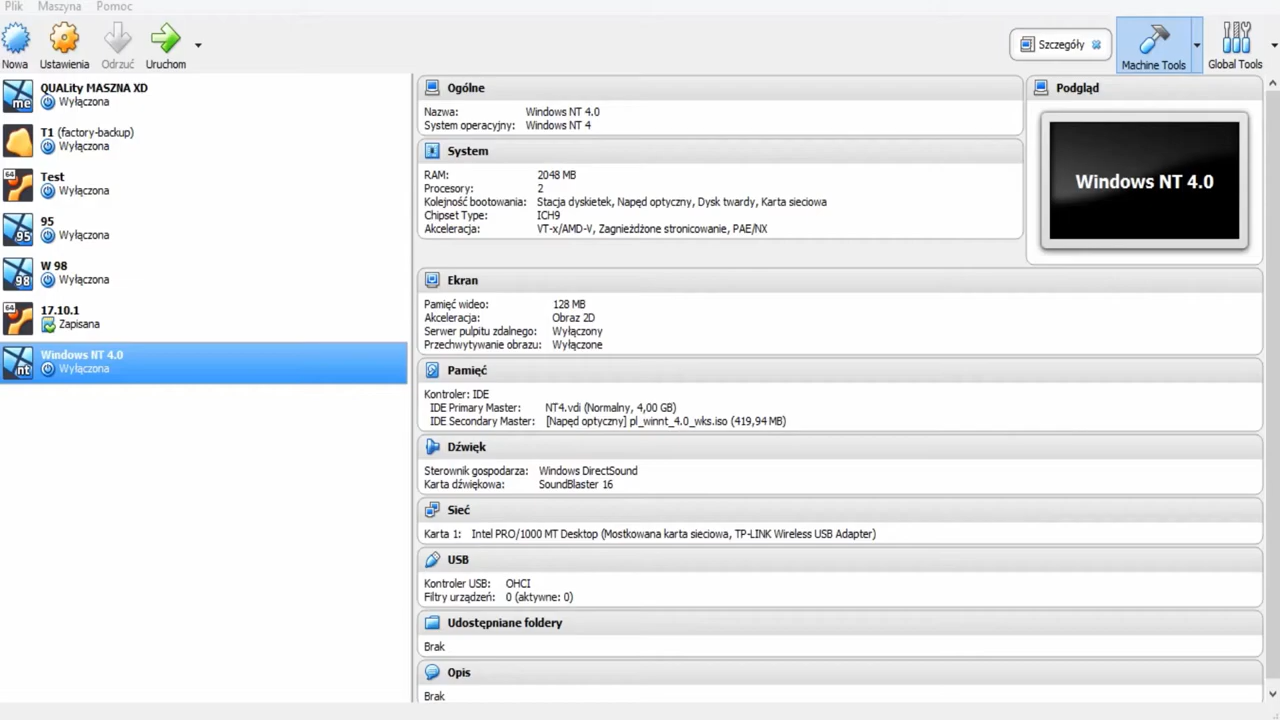 Plik Maszyna Pomoc
Nowa Ustawienia Odrzuć Uruchom
Szczegóły
Machine Tools
Global Tools
me
QUALity MASZNA XD
Wyłączona
T1 (factory-backup)
Wyłączona
64
Test
Wyłączona
95
95
Wyłączona
98
W 98
Wyłączona
64
17.10.1
Zapisana
nt
Windows NT 4.0
Wyłączona
Ogólne
Nazwa: Windows NT 4.0
System operacyjny: Windows NT 4
System
RAM: 2048 MB
Procesory: 2
Kolejność bootowania: Stacja dyskietek, Napęd optyczny, Dysk twardy, Karta sieciowa
Chipset Type: ICH9
Akceleracja: VT-x/AMD-V, Zagnieżdżone stronicowanie, PAE/NX
Podgląd
Windows NT 4.0
Ekran
Pamięć wideo: 128 MB
Akceleracja: Obraz 2D
Serwer pulpitu zdalnego: Wyłączony
Przechwytywanie obrazu: Wyłączone
Pamięć
Kontroler: IDE
IDE Primary Master: NT4.vdi (Normalny, 4,00 GB)
IDE Secondary Master: [Napęd optyczny] pl_winnt_4.0_wks.iso (419,94 MB)
Dźwięk
Sterownik gospodarza: Windows DirectSound
Karta dźwiękowa: SoundBlaster 16
Sieć
Karta 1: Intel PRO/1000 MT Desktop (Mostkowana karta sieciowa, TP-LINK Wireless USB Adapter)
USB
Kontroler USB: OHCI
Filtry urządzeń: 0 (aktywne: 0)
Udostępniane foldery
Brak
Opis
Brak